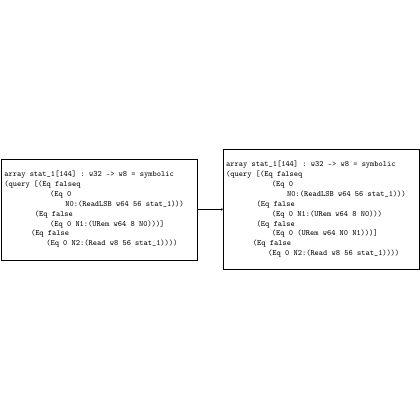 array stat_1[144] : w32 -> w8 = symbolic
(query [(Eq falseq
(Eq 0
N0:(ReadLSB w64 56 stat_1)))
(Eq false
(Eq 0 N1:(URem w64 8 N0)))]
(Eq false
(Eq 0 N2:(Read w8 56 stat_1))))
array stat_1[144] : w32 -> w8 = symbolic
(query [(Eq falseq
(Eq 0
N0:(ReadLSB w64 56 stat_1)))
(Eq false
(Eq 0 N1:(URem w64 8 N0)))
(Eq false
(Eq 0 (URem w64 N0 N1)))]
(Eq false
(Eq 0 N2:(Read w8 56 stat_1))))